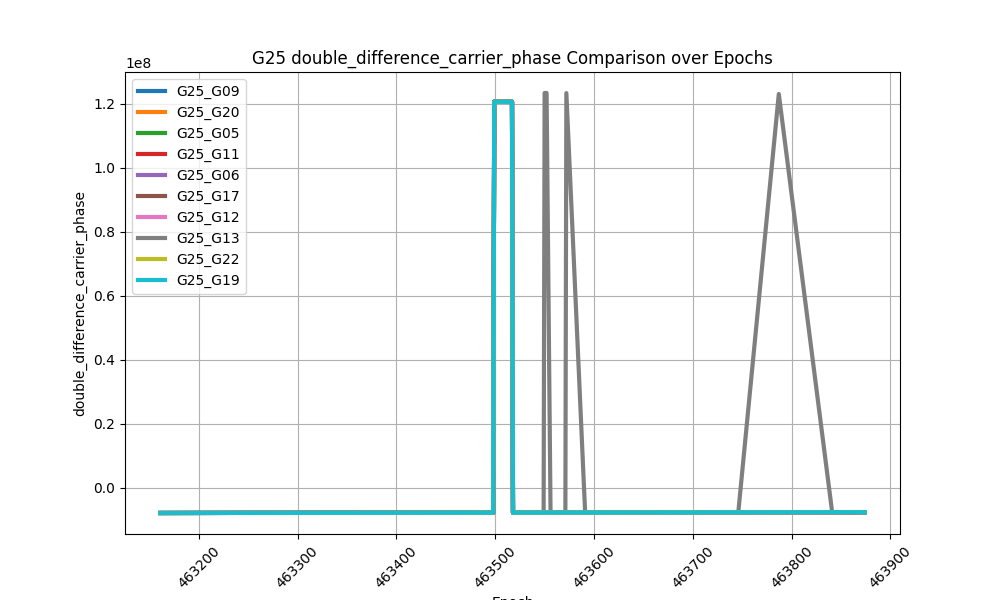 G25 double_difference_carrier_phase Comparison over Epochs
1e8
1.2
1.0
0.8
0.6
0.4
0.2
0.0
double_difference_carrier_phase
G25_G09
G25_G20
G25_G05
G25_G11
G25_G06
G25_G17
G25_G12
G25_G13
G25_G22
G25_G19
463200
463300
463400
463500
463600
463700
463800
463900
Epoch